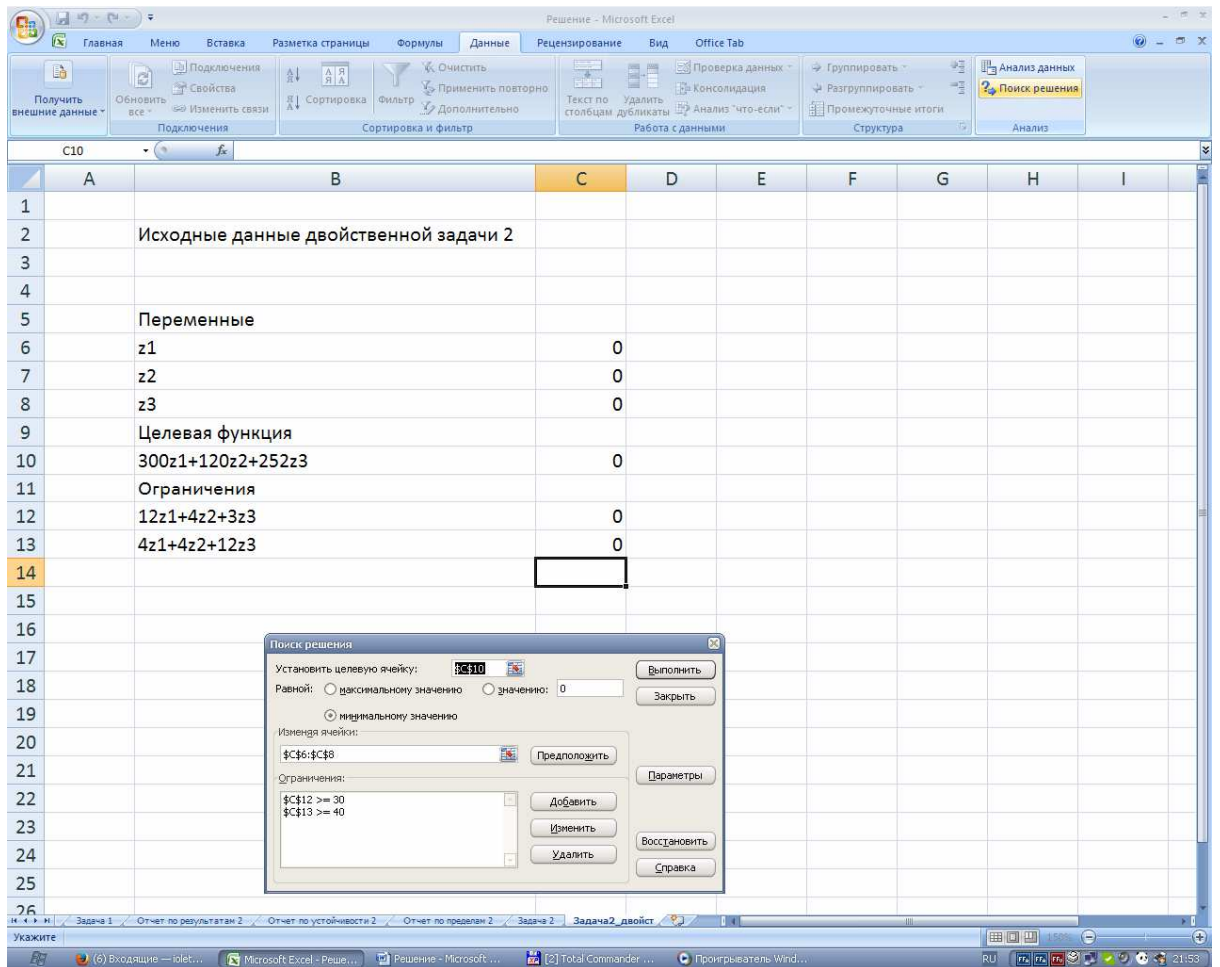 Решение - Microsoft Excel
Главная Меню Вставка Разметка страницы Формулы Данные Рецензирование Вид Office Tab
Получить внешние данные
Обновить все
Подключения
Свойства
Изменить связи
Подключения
Сортировка
Фильтр
Очистить
Применить повторно
Дополнительно
Сортировка и фильтр
Текст по столбцам
Удалить дубликаты
Проверка данных
Консолидация
Анализ "что-если"
Работа с данными
Группировать
Разгруппировать
Промежуточные итоги
Структура
Анализ данных
Поиск решения
Анализ
C10 fx
A B C D E F G H I
1
2 Исходные данные двойственной задачи 2
3
4
5 Переменные
6 z1 0
7 z2 0
8 z3 0
9 Целевая функция
10 300z1+120z2+252z3 0
11 Ограничения
12 12z1+4z2+3z3 0
13 4z1+4z2+12z3 0
14
15
16
17
18
19
20
21
22
23
24
25
26
Поиск решения
Установить целевую ячейку: $C$10
Выполнить
Равной: максимальному значению значению: 0
Закрыть
минимальному значению
Изменяя ячейки:
$C$6:$C$8
Предположить
Параметры
Ограничения:
$C$12 >= 30
$C$13 >= 40
Добавить
Изменить
Удалить
Восстановить
Справка
Задача 1 Отчет по результатам 2 Отчет по устойчивости 2 Отчет по пределам 2 Задача 2 Задача2_двойст
Укажите 150%
(6) Входящие — iolet... Microsoft Excel - Реше... Решение - Microsoft ... [2] Total Commander ... Проигрыватель Wind... RU 21:53